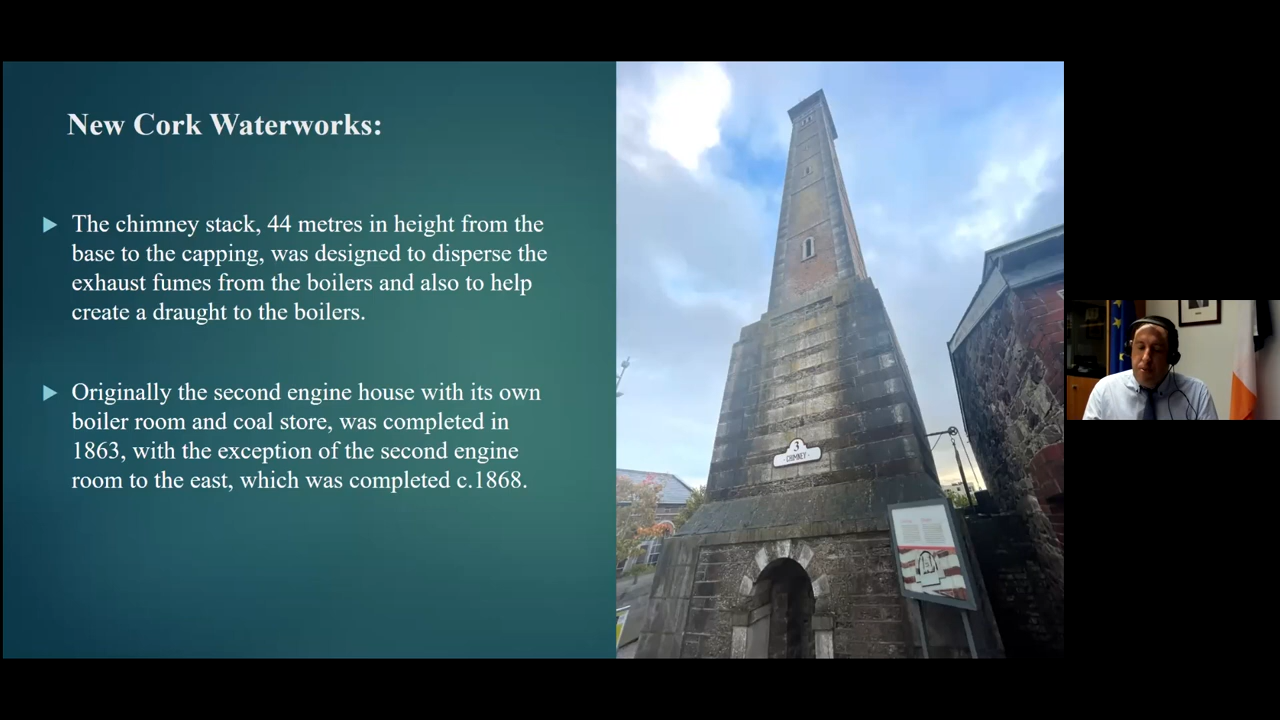 New Cork Waterworks:
The chimney stack, 44 metres in height from the
base to the capping, was designed to disperse the
exhaust fumes from the boilers and also to help
create a draught to the boilers.
Originally the second engine house with its own
boiler room and coal store, was completed in
1863, with the exception of the second engine
room to the east, which was completed c.1868.
3
CHIMNEY